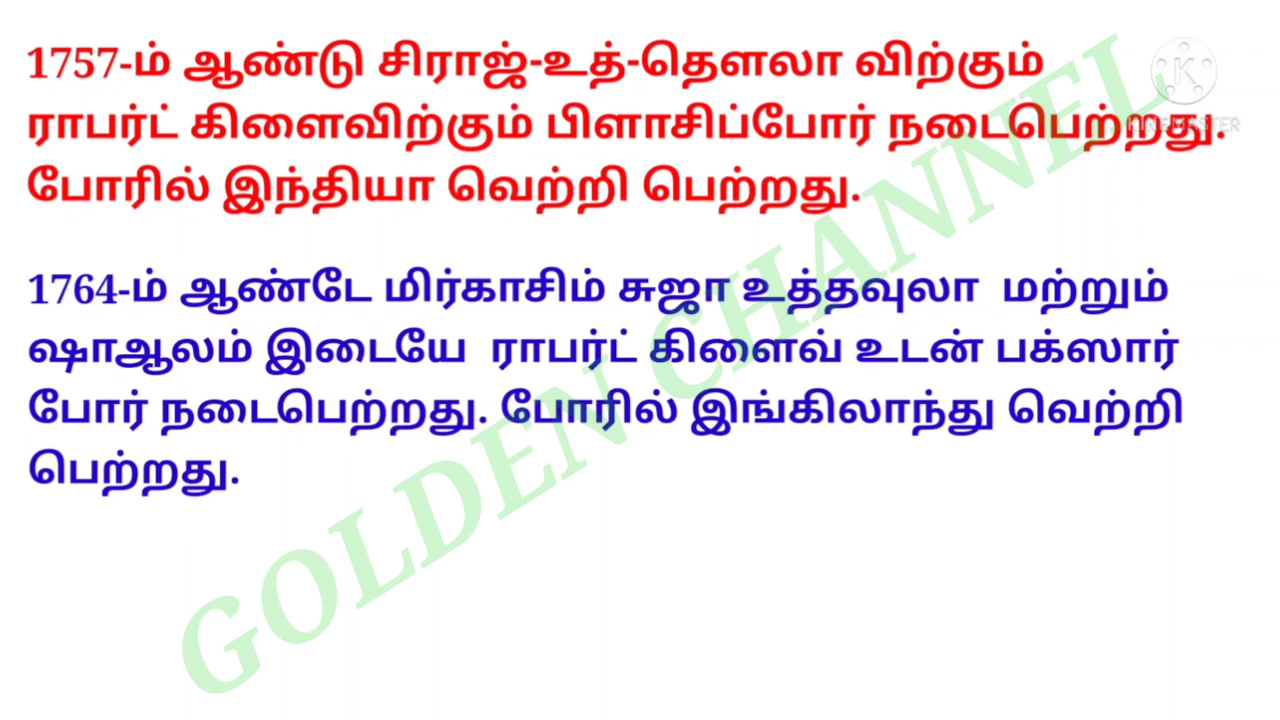 1757-ம் ஆண்டு சிராஜ்-உத்-தௌலா விற்கும்
ராபர்ட் கிளைவிற்கும் பிளாசிப்போர் நடைபெற்றது.
போரில் இந்தியா வெற்றி பெற்றது.
1764-ம் ஆண்டே மிர்காசிம் சுஜா உத்தவுலா மற்றும்
ஷாஆலம் இடையே ராபர்ட் கிளைவ் உடன் பக்ஸார்
போர் நடைபெற்றது. போரில் இங்கிலாந்து வெற்றி
பெற்றது.
GOLDEN CHANNEL
K
KINEMASTER